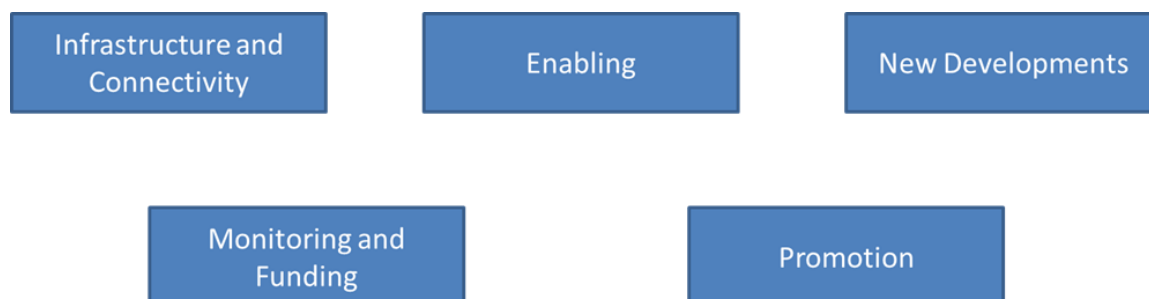 Infrastructure and
Connectivity
Enabling
New Developments
Monitoring and
Funding
Promotion